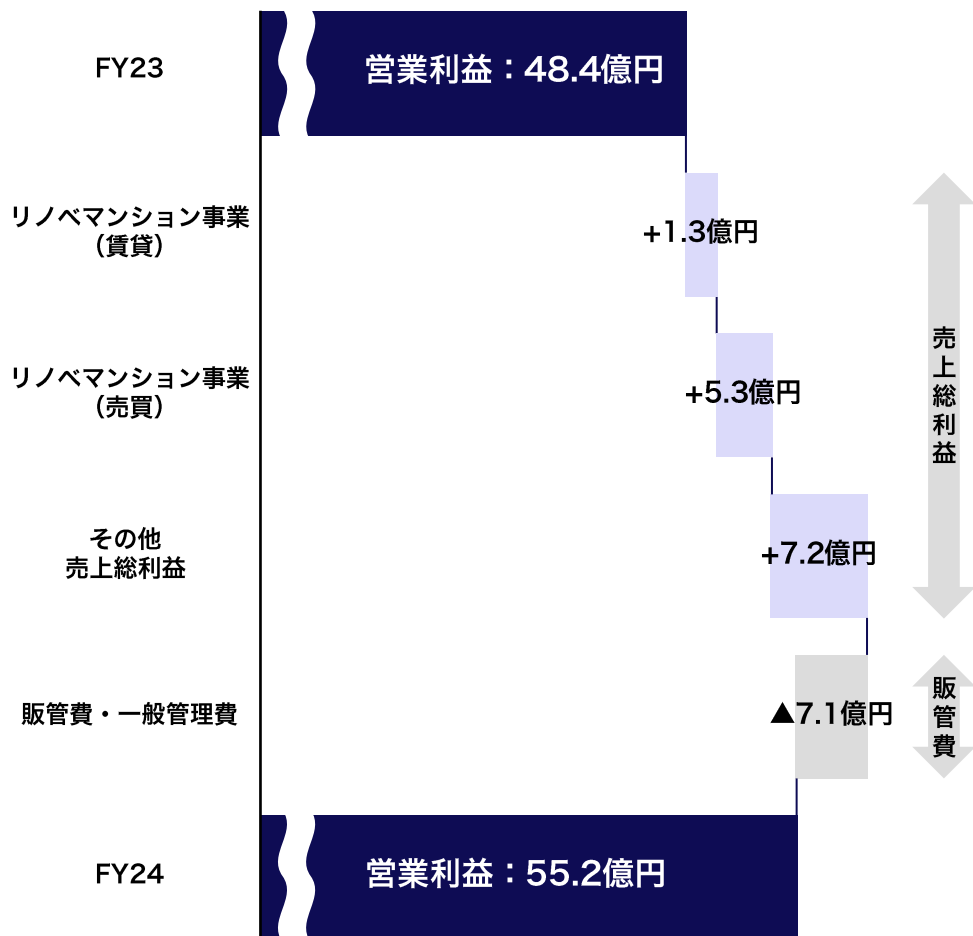 FY23
営業利益：48.4億円
リノベマンション事業
（賃貸）
+1.3億円
リノベマンション事業
（売買）
+5.3億円
その他
売上総利益
+7.2億円
売上総利益
販管費・一般管理費
▲7.1億円
販管費
FY24
営業利益：55.2億円